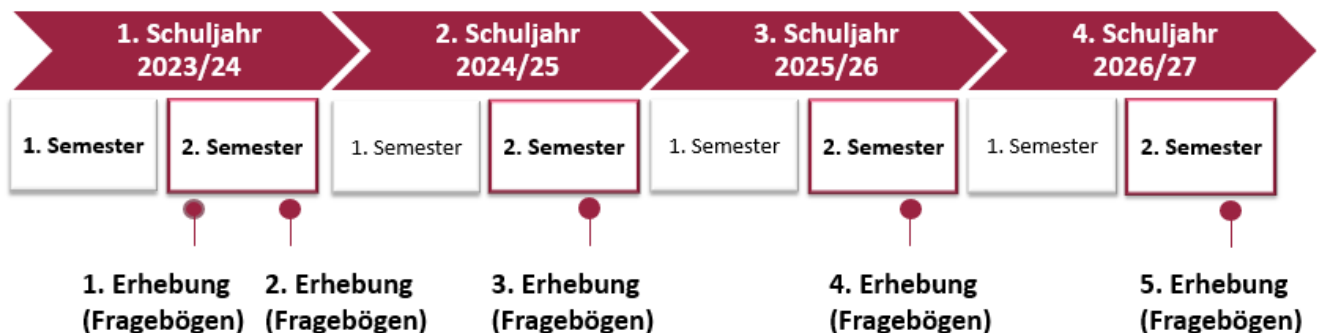 1. Schuljahr
2023/24
2. Schuljahr
2024/25
3. Schuljahr
2025/26
4. Schuljahr
2026/27
1. Semester
2. Semester
1. Semester
2. Semester
1. Semester
2. Semester
1. Semester
2. Semester
1. Erhebung
(Fragebögen)
2. Erhebung
(Fragebögen)
3. Erhebung
(Fragebögen)
4. Erhebung
(Fragebögen)
5. Erhebung
(Fragebögen)